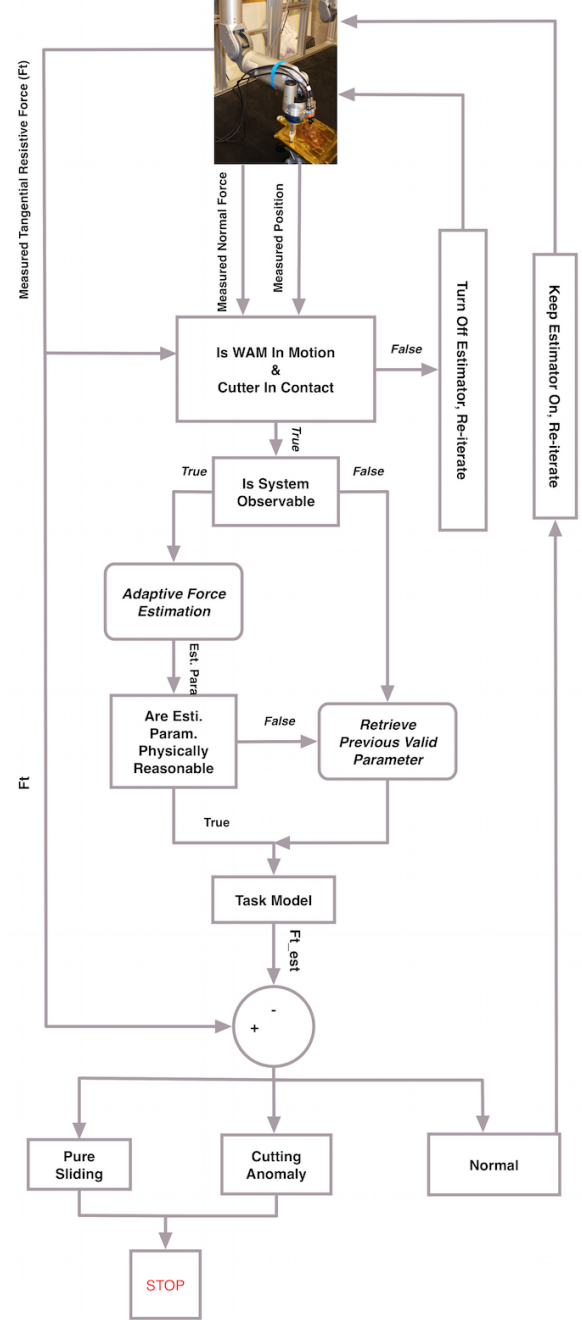 Measured Tangential Resistive Force (Ft)
Measured Normal Force
Measured Position
Is WAM In Motion
&
Cutter In Contact
False
Turn Off Estimator, Re-iterate
Keep Estimator On, Re-iterate
True
Is System
Observable
True
False
Adaptive Force
Estimation
Est. Para
Are Esti.
Param.
Physically
Reasonable
False
Retrieve
Previous Valid
Parameter
True
Ft
Task Model
Ft_est
-
+
Pure
Sliding
Cutting
Anomaly
Normal
STOP